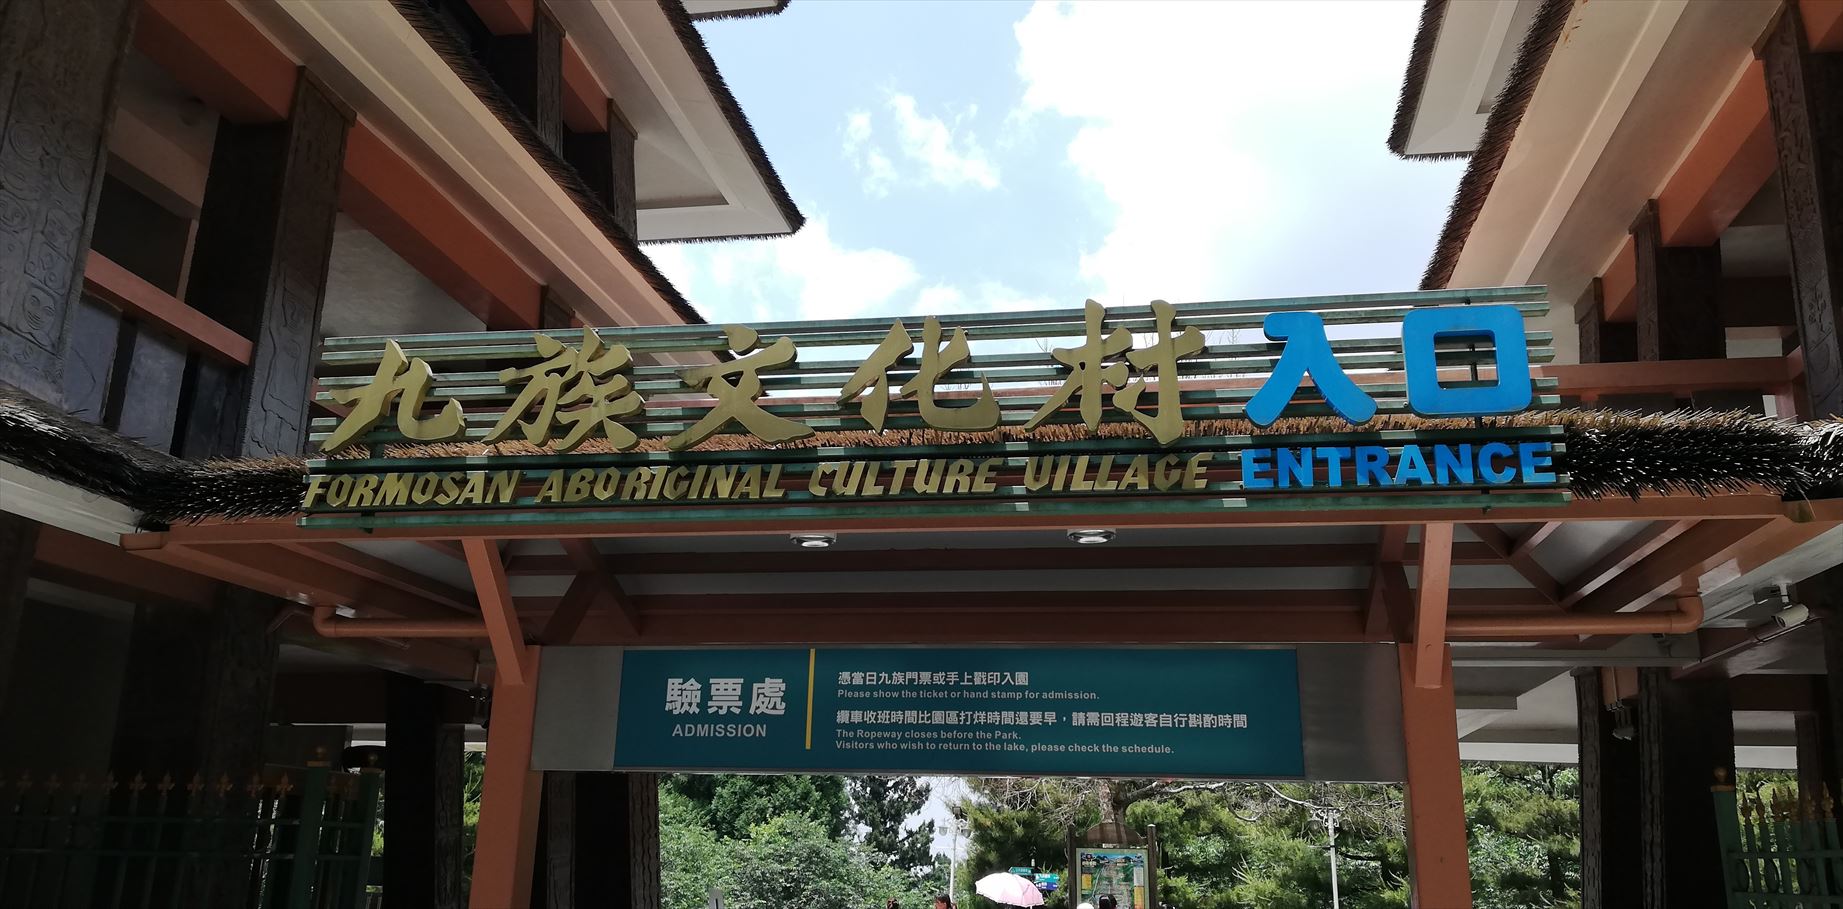 九族文化村 入口
FORMOSAN ABORIGINAL CULTURE VILLAGE ENTRANCE
驗票處
ADMISSION
憑當日九族門票或手上戳印入園
Please show the ticket or hand stamp for admission.
纜車收班時間比園區打烊時間還要早，請需回程遊客自行斟酌時間
The Ropeway closes before the Park.
Visitors who wish to return to the lake, please check the schedule.